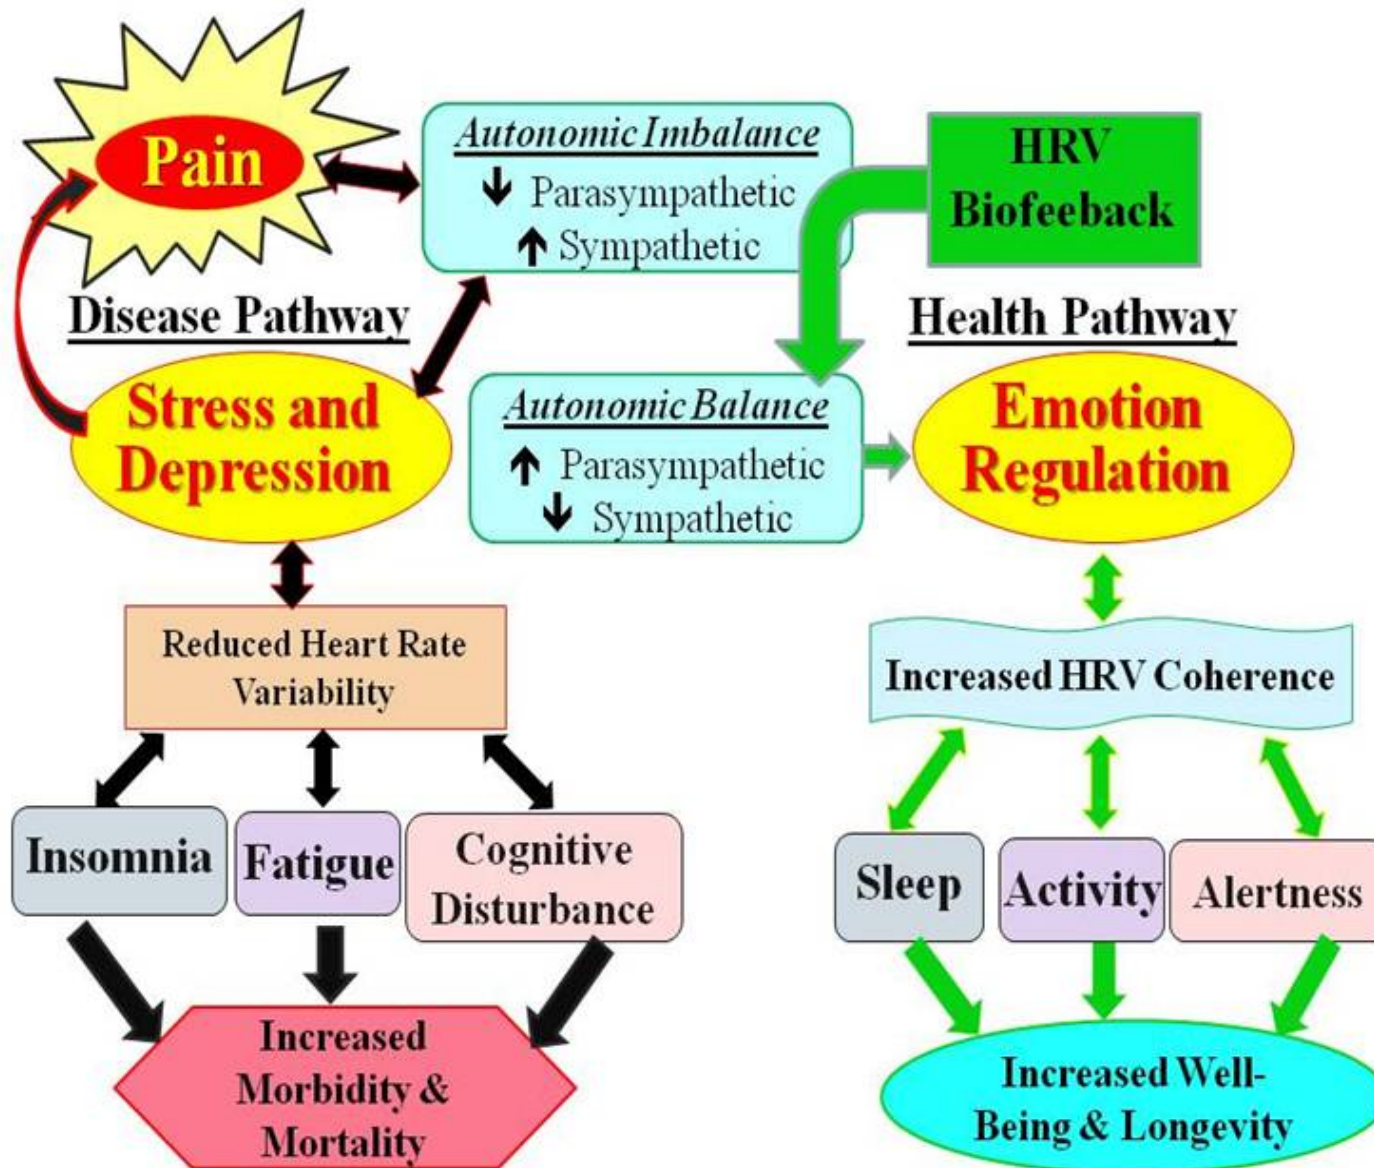 Pain
Autonomic Imbalance
↓ Parasympathetic
↑ Sympathetic
HRV
Biofeeback
Disease Pathway
Health Pathway
Stress and
Depression
Autonomic Balance
↑ Parasympathetic
↓ Sympathetic
Emotion
Regulation
Reduced Heart Rate
Variability
Increased HRV Coherence
Insomnia
Fatigue
Cognitive
Disturbance
Sleep
Activity
Alertness
Increased
Morbidity &
Mortality
Increased Well-
Being & Longevity